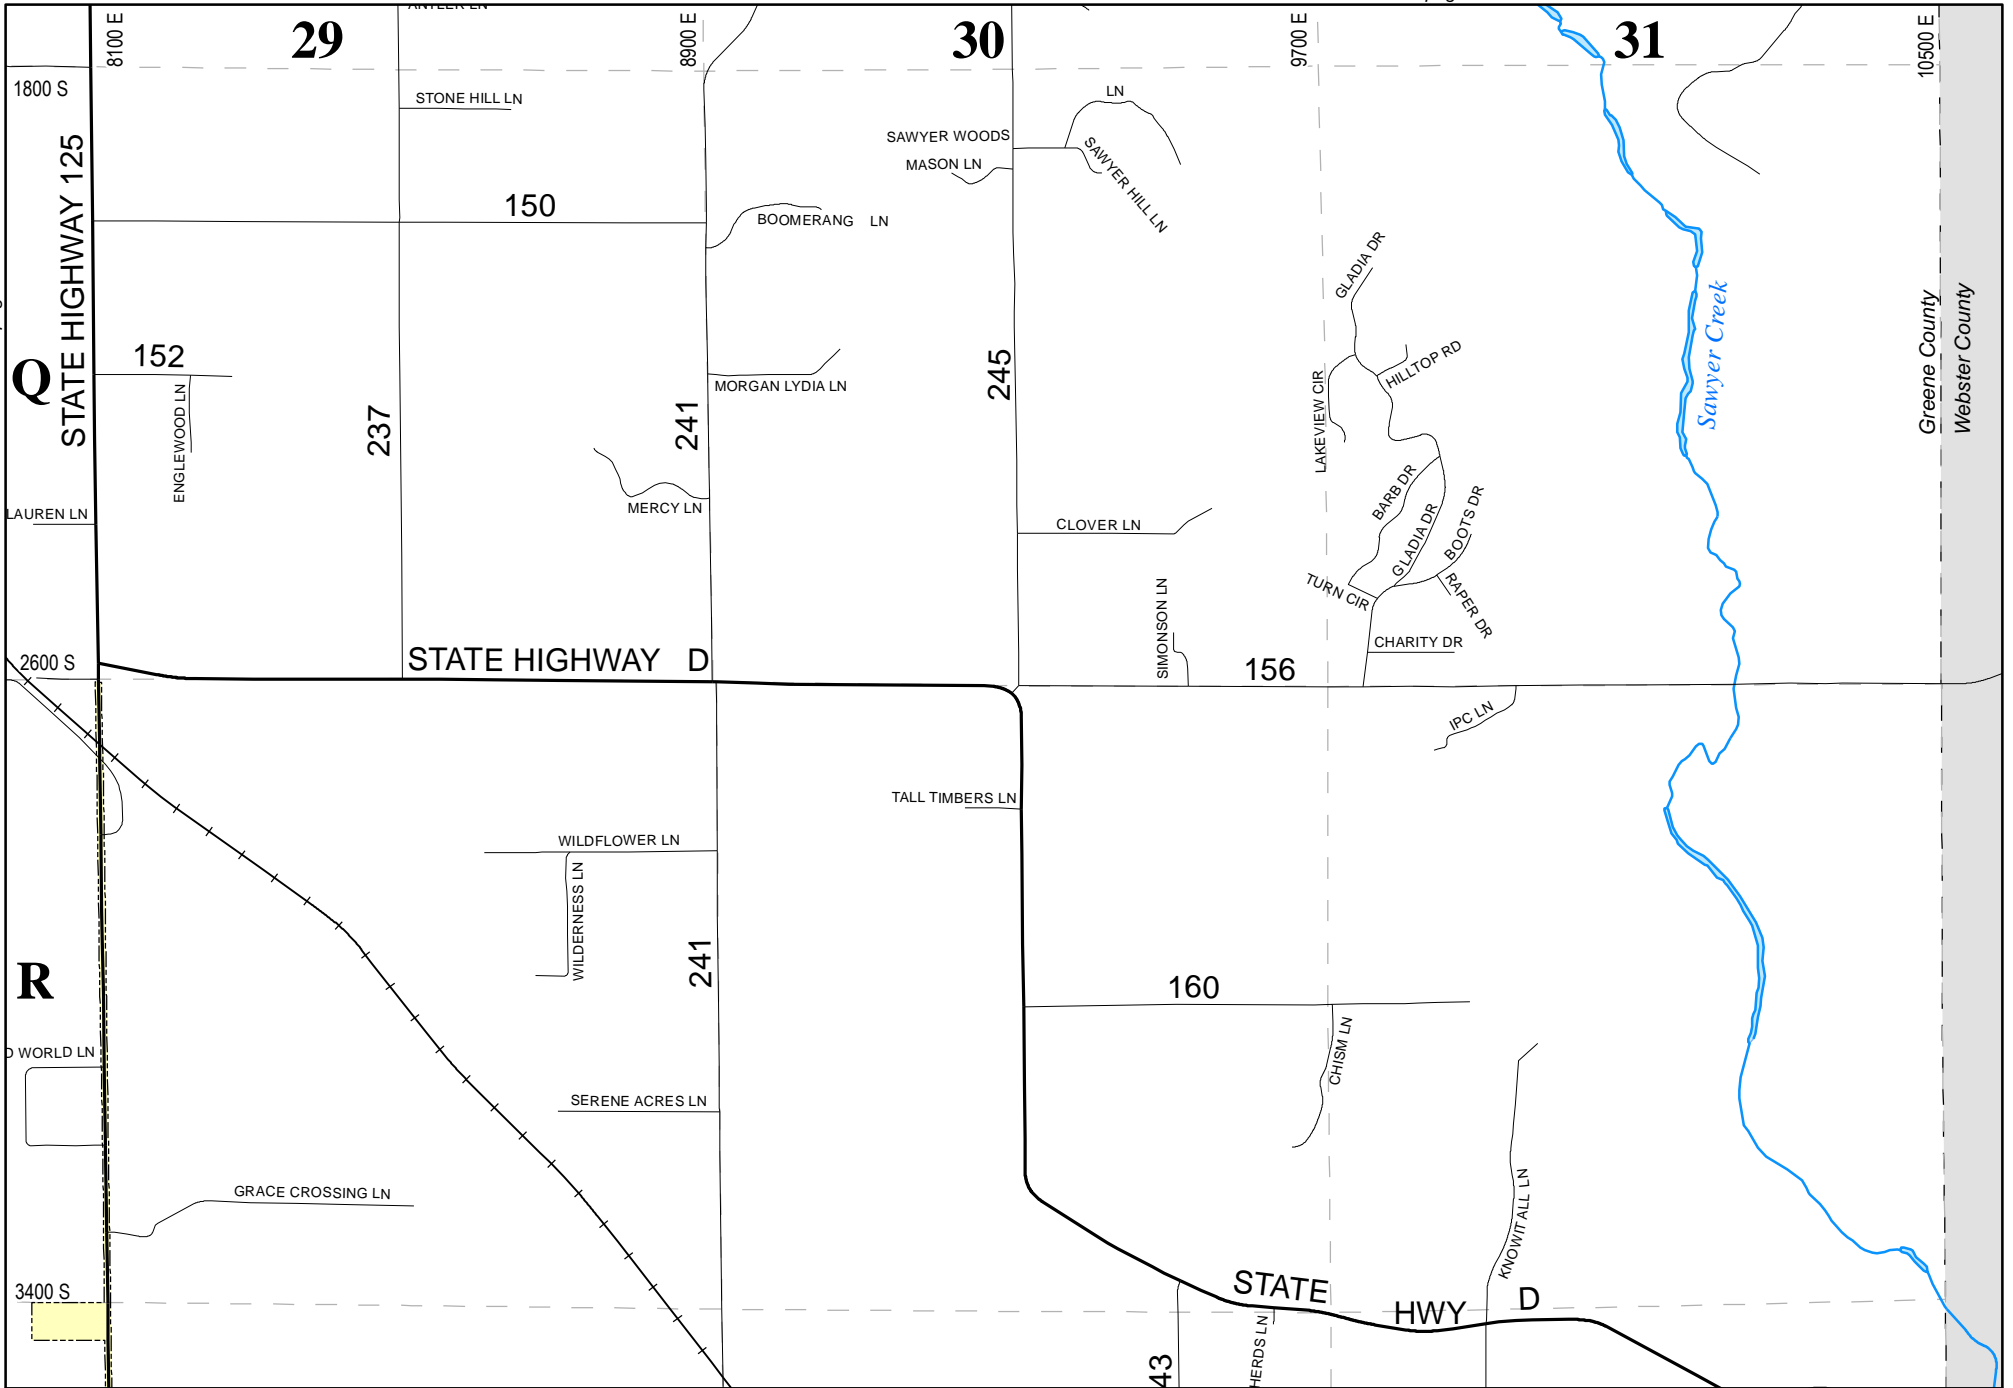 29
30
31
8100 E
8900 E
9700 E
10500 E
ANTLER LN
1800 S
STONE HILL LN
LN
SAWYER WOODS
MASON LN
SAWYER HILL LN
STATE HIGHWAY 125
150
BOOMERANG LN
GLADIA DR
Sawyer Creek
Greene County
Webster County
Q
152
ENGLEWOOD LN
237
241
MORGAN LYDIA LN
245
LAKEVIEW CIR
HILLTOP RD
MERCY LN
LAUREN LN
CLOVER LN
BARB DR
GLADIA DR
BOOTS DR
TURN CIR
RAPER DR
SIMONSON LN
CHARITY DR
2600 S
STATE HIGHWAY D
156
IPC LN
TALL TIMBERS LN
WILDFLOWER LN
WILDERNESS LN
241
R
160
D WORLD LN
CHISM LN
SERENE ACRES LN
GRACE CROSSING LN
KNOWIT ALL LN
3400 S
STATE HWY D
43
HERDS LN